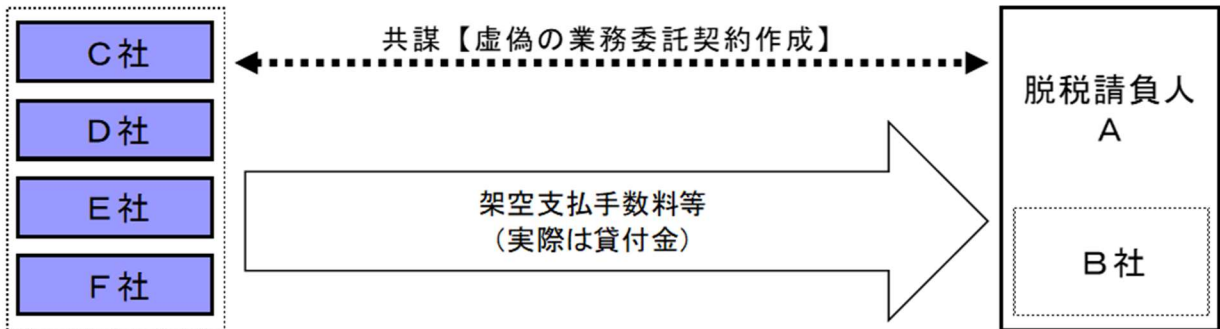 C社
D社
E社
F社
共謀【虚偽の業務委託契約作成】
架空支払手数料等
（実際は貸付金）
脱税請負人
A
B社